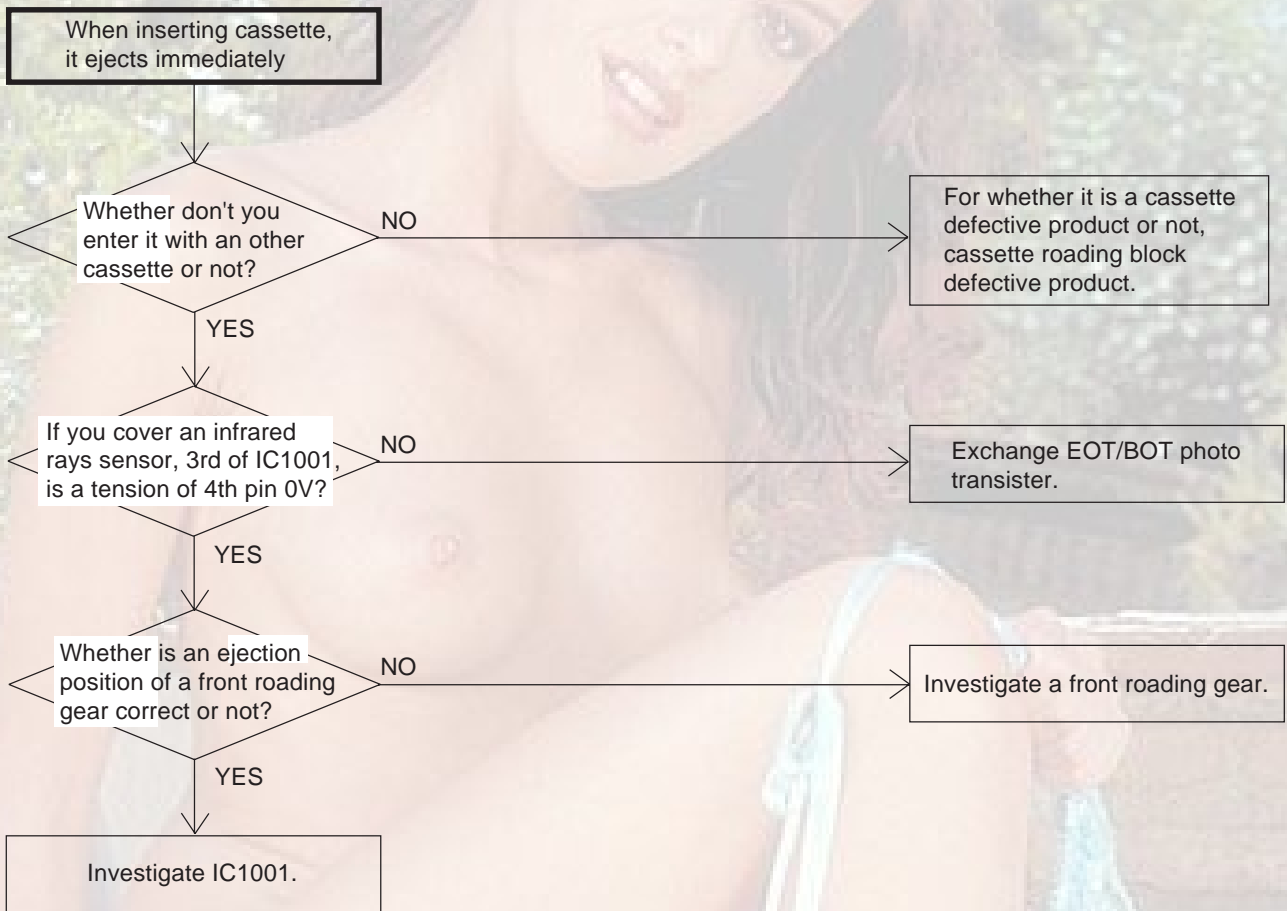 When inserting cassette,
it ejects immediately
Whether don't you
enter it with an other
cassette or not?
NO
For whether it is a cassette
defective product or not,
cassette roading block
defective product.
YES
If you cover an infrared
rays sensor, 3rd of IC1001,
is a tension of 4th pin 0V?
NO
Exchange EOT/BOT photo
transister.
YES
Whether is an ejection
position of a front roading
gear correct or not?
NO
Investigate a front roading gear.
YES
Investigate IC1001.